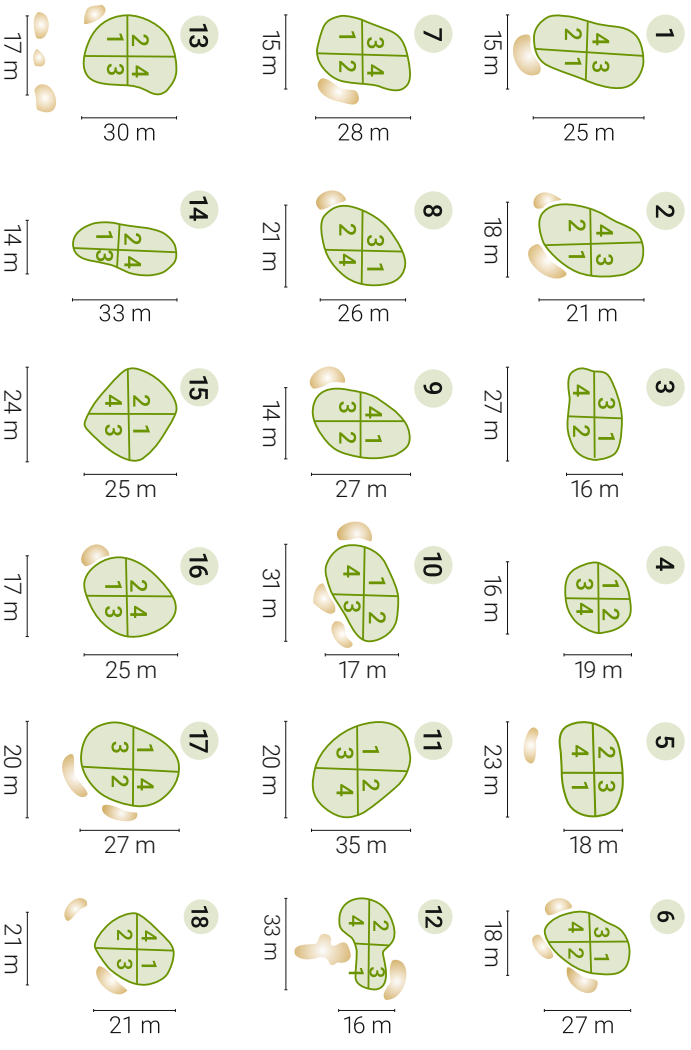 1
4 3
2 1
25 m
15 m
2
4 3
2 1
21 m
18 m
3
3 1
4 2
16 m
27 m
4
1 2
3 4
19 m
16 m
5
2 3
4 1
18 m
23 m
6
3 1
4 2
27 m
18 m
7
3 4
1 2
28 m
15 m
8
3 1
2 4
26 m
21 m
9
4 1
3 2
27 m
14 m
10
1 2
4 3
17 m
31 m
11
1 2
3 4
35 m
20 m
12
2 3
4 1
16 m
33 m
13
2 4
1 3
30 m
17 m
14
2 4
1 3
33 m
14 m
15
2 1
4 3
25 m
24 m
16
2 4
1 3
25 m
17 m
17
1 4
3 2
27 m
20 m
18
4 1
2 3
21 m
21 m